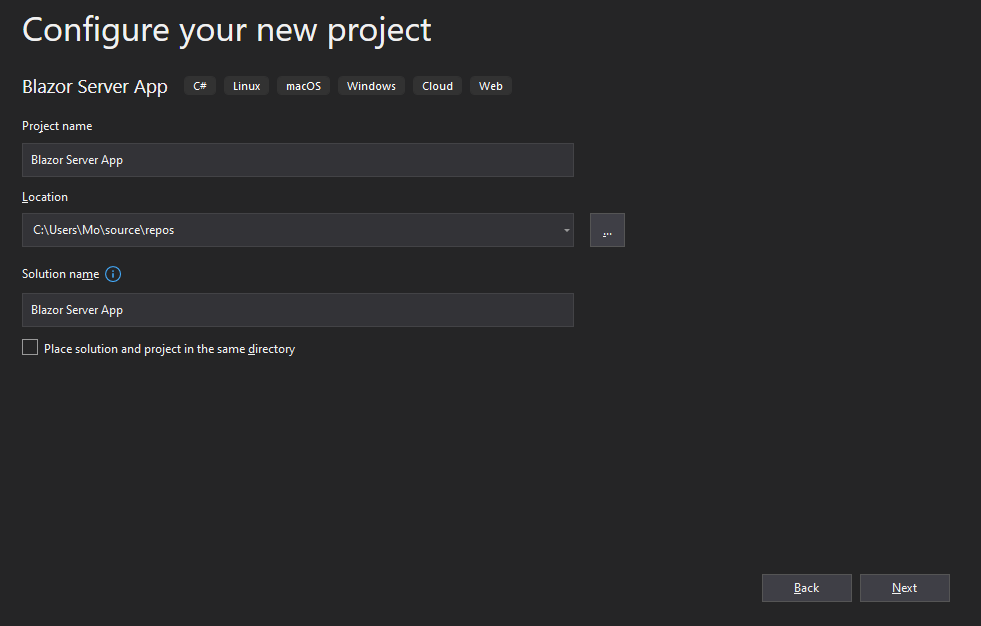 Configure your new project
Blazor Server App C# Linux macOS Windows Cloud Web
Project name
Blazor Server App
Location
C:\Users\Mo\source\repos
...
Solution name
Blazor Server App
Place solution and project in the same directory
Back Next